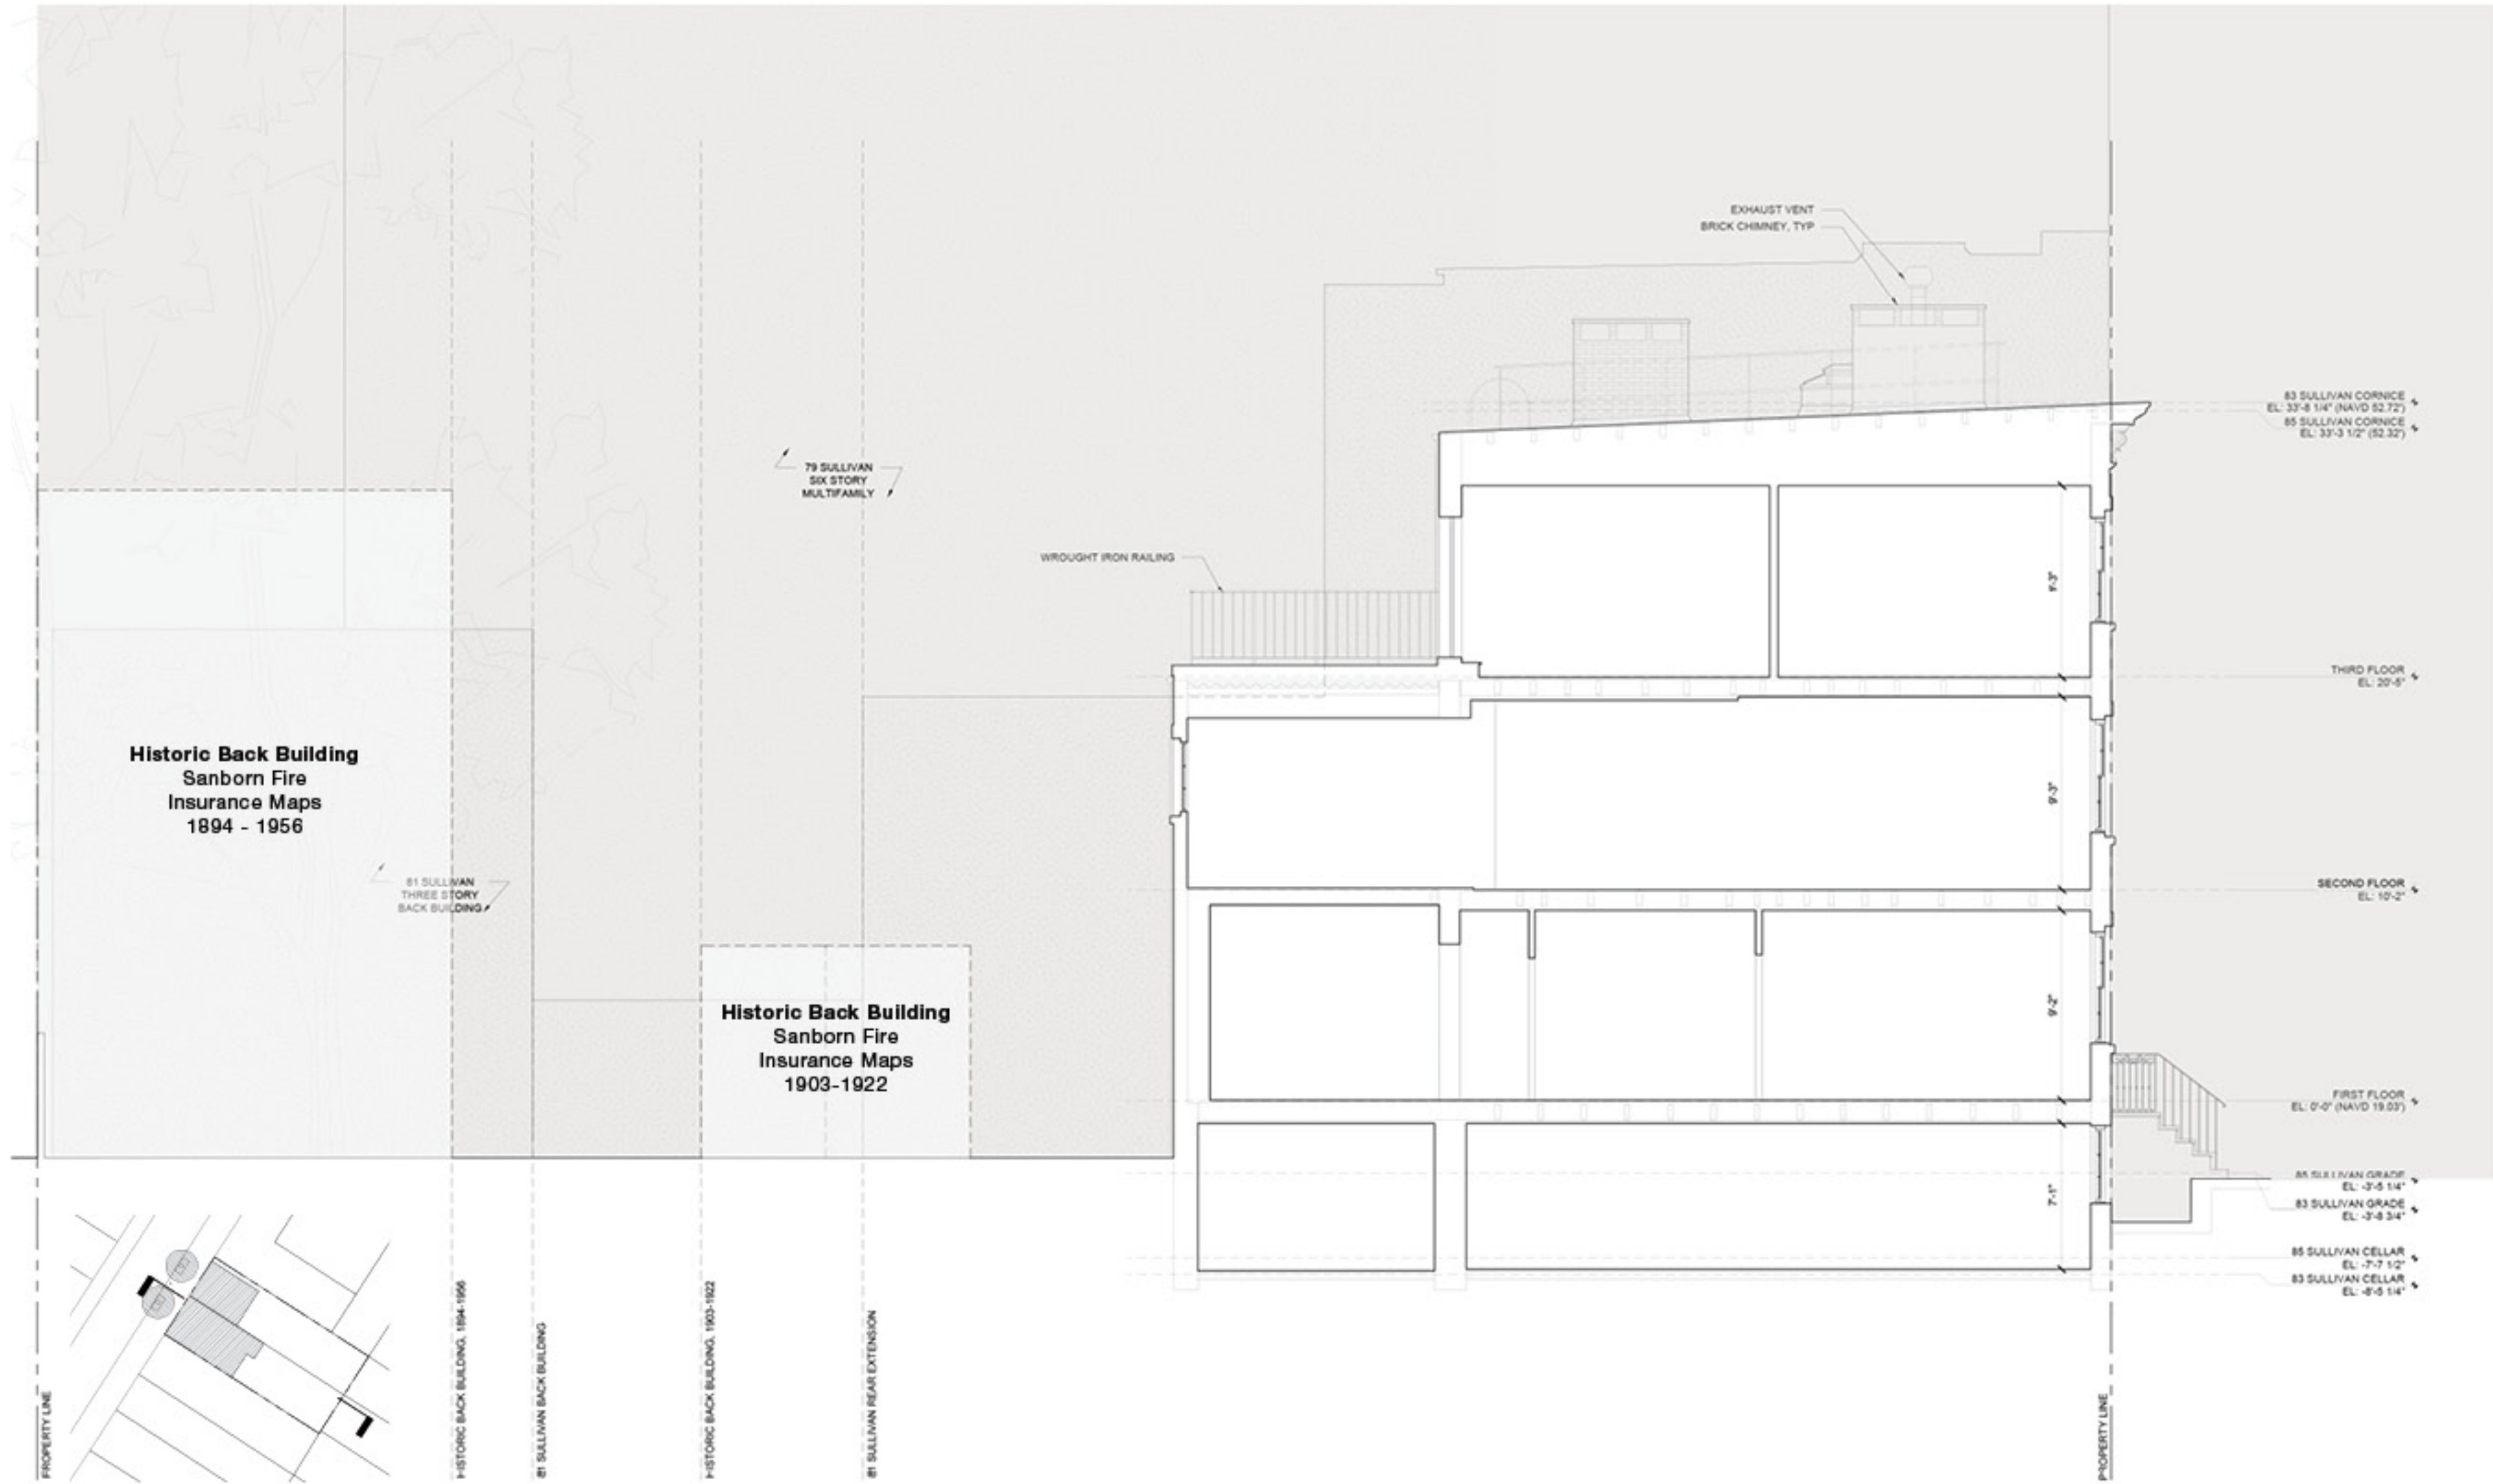 EXHAUST VENT
BRICK CHIMNEY, TYP
83 SULLIVAN CORNICE
EL: 33'-8 1/4" (NAVD 52.72')
85 SULLIVAN CORNICE
EL: 33'-3 1/2" (52.32')
79 SULLIVAN
SIX STORY
MULTIFAMILY
WROUGHT IRON RAILING
9'-3"
THIRD FLOOR
EL: 20'-5"
Historic Back Building
Sanborn Fire
Insurance Maps
1894 - 1956
9'-3"
81 SULLIVAN
THREE STORY
BACK BUILDING
SECOND FLOOR
EL: 10'-2"
Historic Back Building
Sanborn Fire
Insurance Maps
1903-1922
9'-2"
FIRST FLOOR
EL: 0'-0" (NAVD 19.03')
7'-1"
85 SULLIVAN GRADE
EL: -3'-5 1/4"
83 SULLIVAN GRADE
EL: -3'-8 3/4"
85 SULLIVAN CELLAR
EL: -7'-7 1/2"
83 SULLIVAN CELLAR
EL: -8'-5 1/4"
PROPERTY LINE
HISTORIC BACK BUILDING, 1894-1956
81 SULLIVAN BACK BUILDING
HISTORIC BACK BUILDING, 1903-1922
81 SULLIVAN REAR EXTENSION
PROPERTY LINE